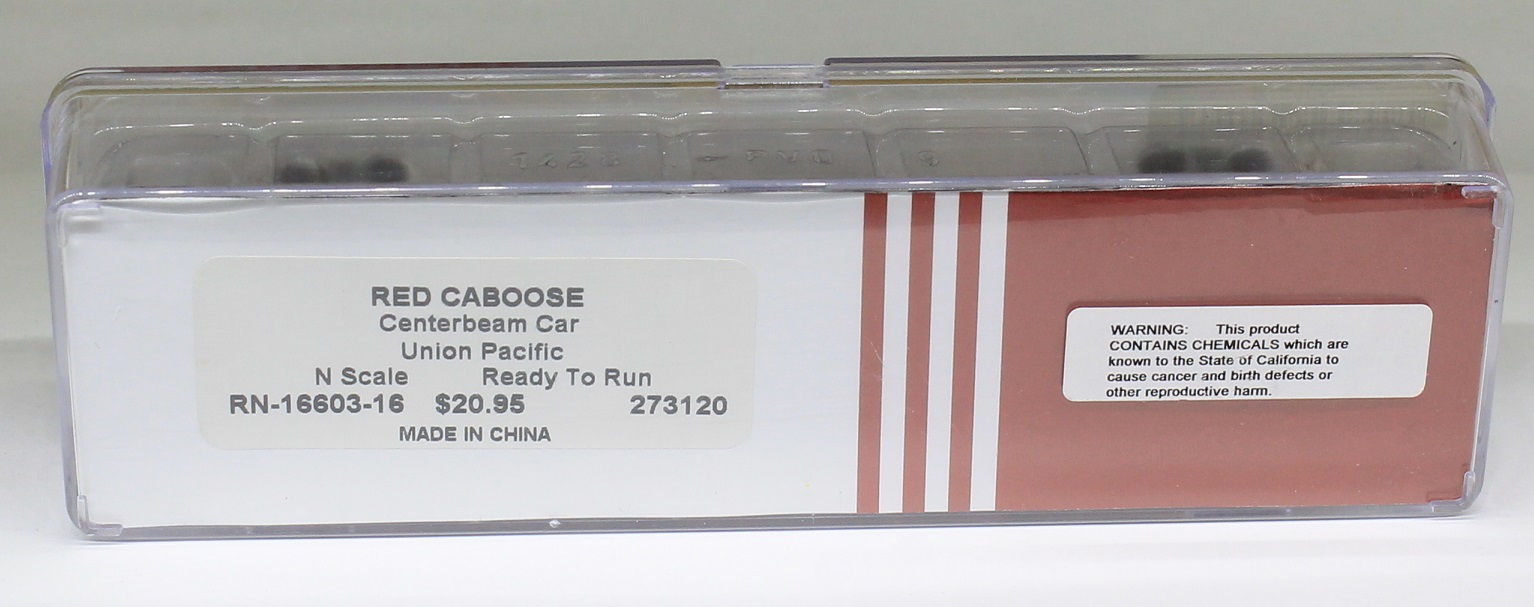 RED CABOOSE
Centerbeam Car
Union Pacific
N Scale Ready To Run
RN-16603-16 $20.95 273120
MADE IN CHINA
WARNING: This product
CONTAINS CHEMICALS which are
known to the State of California to
cause cancer and birth defects or
other reproductive harm.